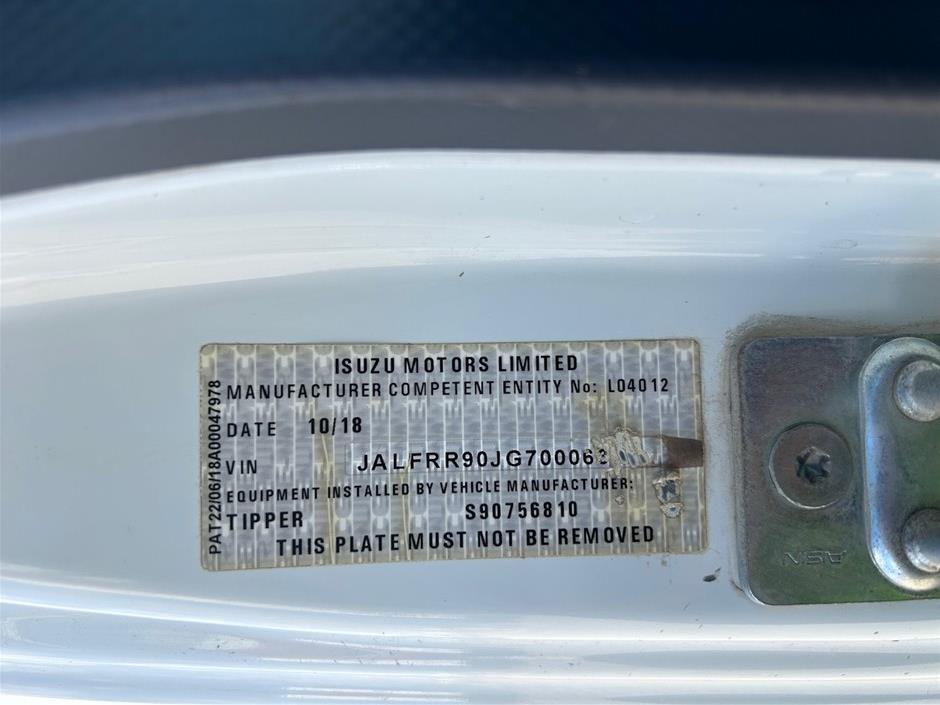 ISUZU MOTORS LIMITED
MANUFACTURER COMPETENT ENTITY No: L04012
DATE 10/18
VIN JALFRR90JG70006
EQUIPMENT INSTALLED BY VEHICLE MANUFACTURER:
TIPPER S90756810
THIS PLATE MUST NOT BE REMOVED
PAT22/06/18A00047978